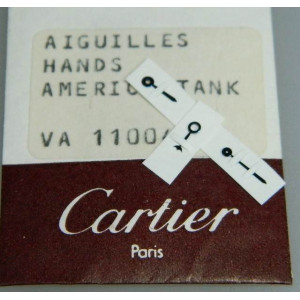 AIGUILLES
HANDS
TANK
VA 1100
Cartier
Paris